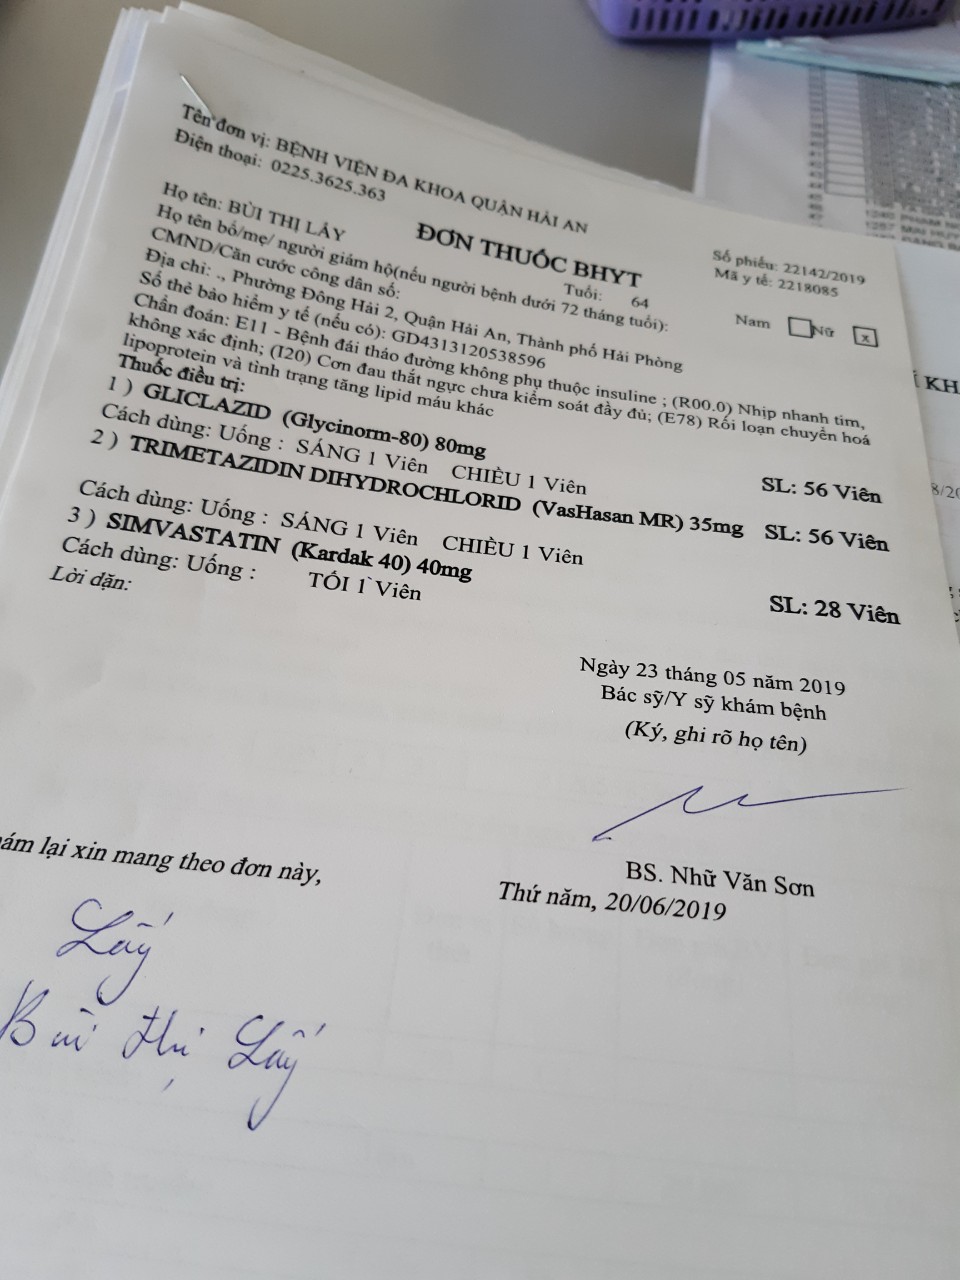 Tên đơn vị: BỆNH VIỆN ĐA KHOA QUẬN HẢI AN
Điện thoại: 0225.3625.363
ĐƠN THUỐC BHYT
Số phiếu: 22142/2019
Mã y tế: 2218085
Họ tên: BÙI THỊ LẤY
Tuổi: 64
Nam Nữ x
Họ tên bố/mẹ/ người giám hộ(nếu người bệnh dưới 72 tháng tuổi):
CMND/Căn cước công dân số:
Địa chỉ: ., Phường Đông Hải 2, Quận Hải An, Thành phố Hải Phòng
Số thẻ bảo hiểm y tế (nếu có): GD4313120538596
Chẩn đoán: E11 - Bệnh đái tháo đường không phụ thuộc insuline ; (R00.0) Nhịp nhanh tim,
không xác định; (I20) Cơn đau thắt ngực chưa kiểm soát đầy đủ; (E78) Rối loạn chuyển hoá
lipoprotein và tình trạng tăng lipid máu khác
Thuốc điều trị:
1 ) GLICLAZID (Glycinorm-80) 80mg SL: 56 Viên
Cách dùng: Uống : SÁNG 1 Viên CHIỀU 1 Viên
2 ) TRIMETAZIDIN DIHYDROCHLORID (VasHasan MR) 35mg SL: 56 Viên
Cách dùng: Uống : SÁNG 1 Viên CHIỀU 1 Viên
3 ) SIMVASTATIN (Kardak 40) 40mg SL: 28 Viên
Cách dùng: Uống : TỐI 1 Viên
Lời dặn:
Ngày 23 tháng 05 năm 2019
Bác sỹ/Y sỹ khám bệnh
(Ký, ghi rõ họ tên)
BS. Nhữ Văn Sơn
lại xin mang theo đơn này,
Thứ năm, 20/06/2019
Lấy
Bùi Thị Lấy